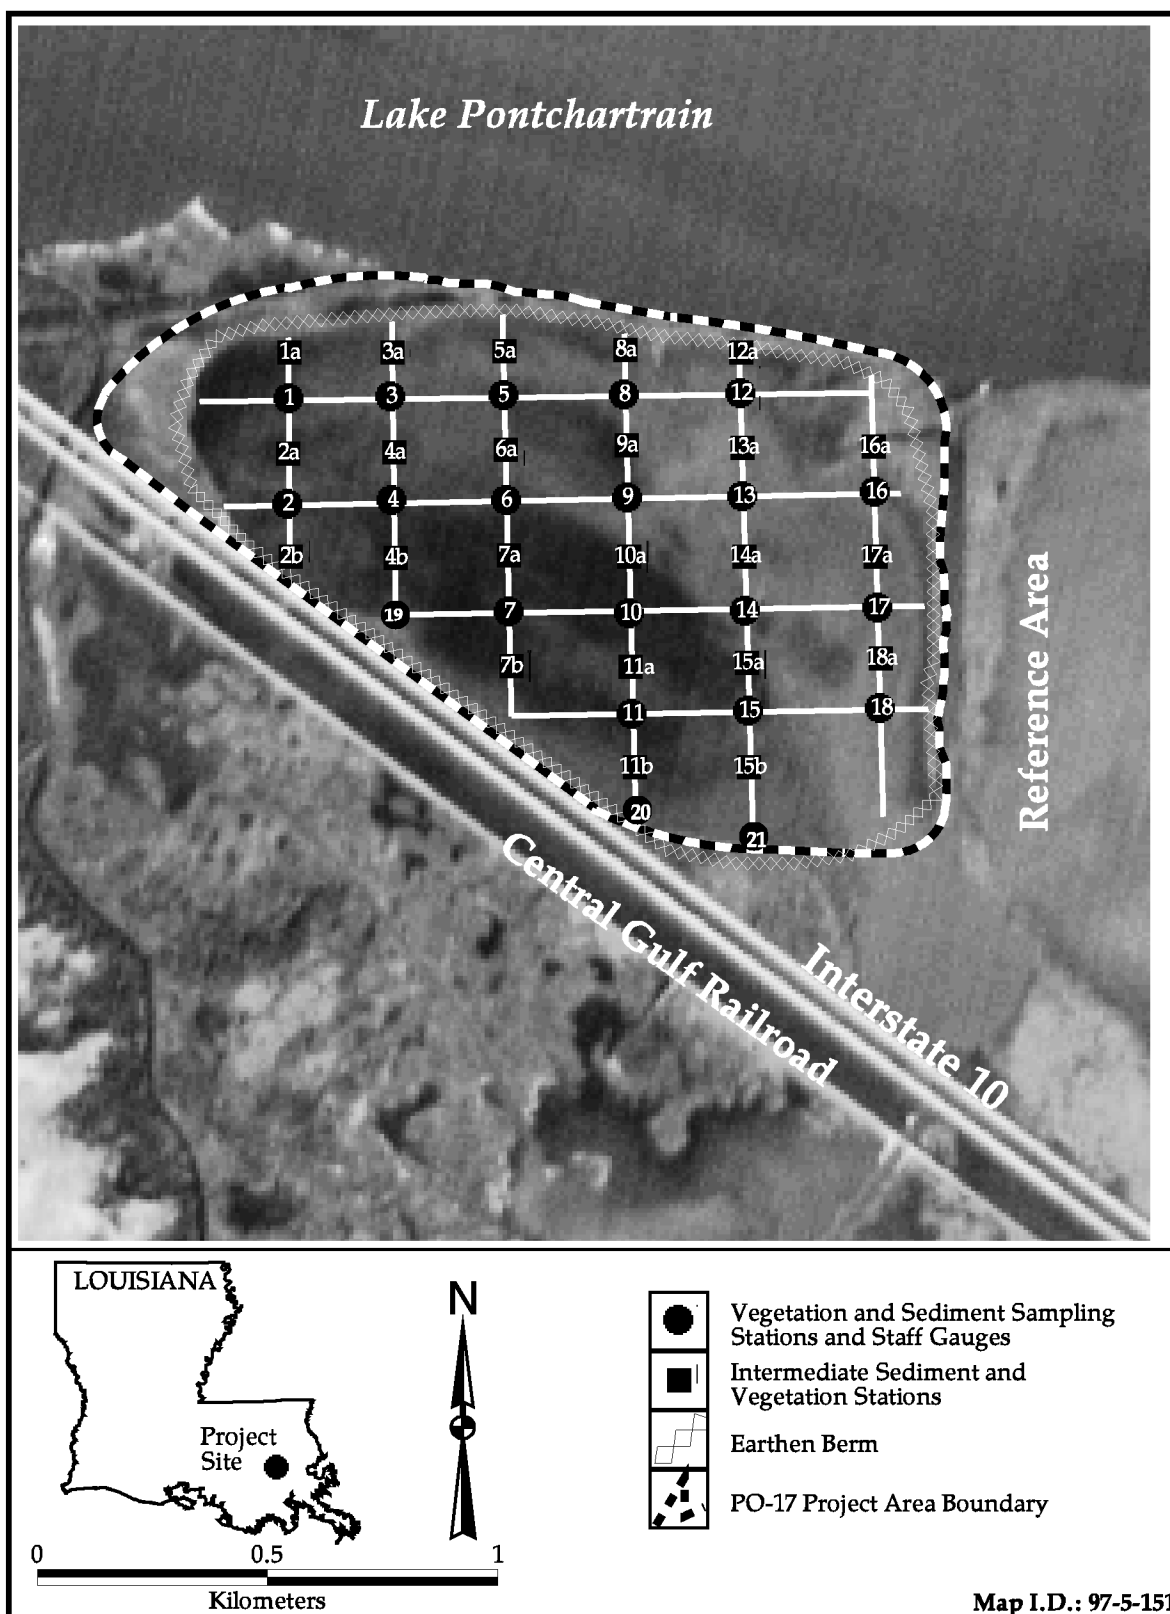 Lake Pontchartrain
1a 3a 5a 8a 12a
1 3 5 8 12
2a 4a 6a 9a 13a 16a
2 4 6 9 13 16
2b 4b 7a 10a 14a 17a
19 7 10 14 17
7b 11a 15a 18a
11 15 18
11b 15b
20
21
Reference Area
Central Gulf Railroad
Interstate 10
LOUISIANA
Project
Site
N
0 0.5 1
Kilometers
Vegetation and Sediment Sampling
Stations and Staff Gauges
Intermediate Sediment and
Vegetation Stations
Earthen Berm
PO-17 Project Area Boundary
Map I.D.: 97-5-151